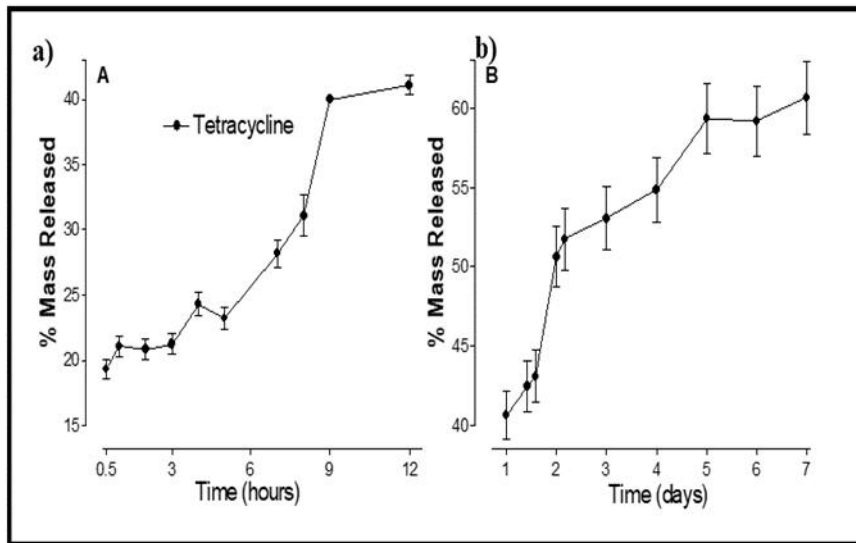 a)
A
Tetracycline
% Mass Released
40
30
25
20
15
0.5 3 6 9 12
Time (hours)
b)
B
% Mass Released
60
55
50
45
40
1 2 3 4 5 6 7
Time (days)